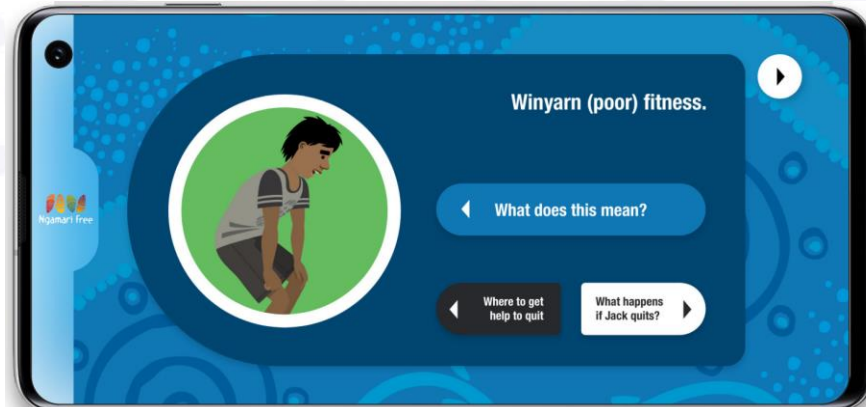 Winyarn (poor) fitness.
What does this mean?
Ngamari free
Where to get
help to quit
What happens
if Jack quits?